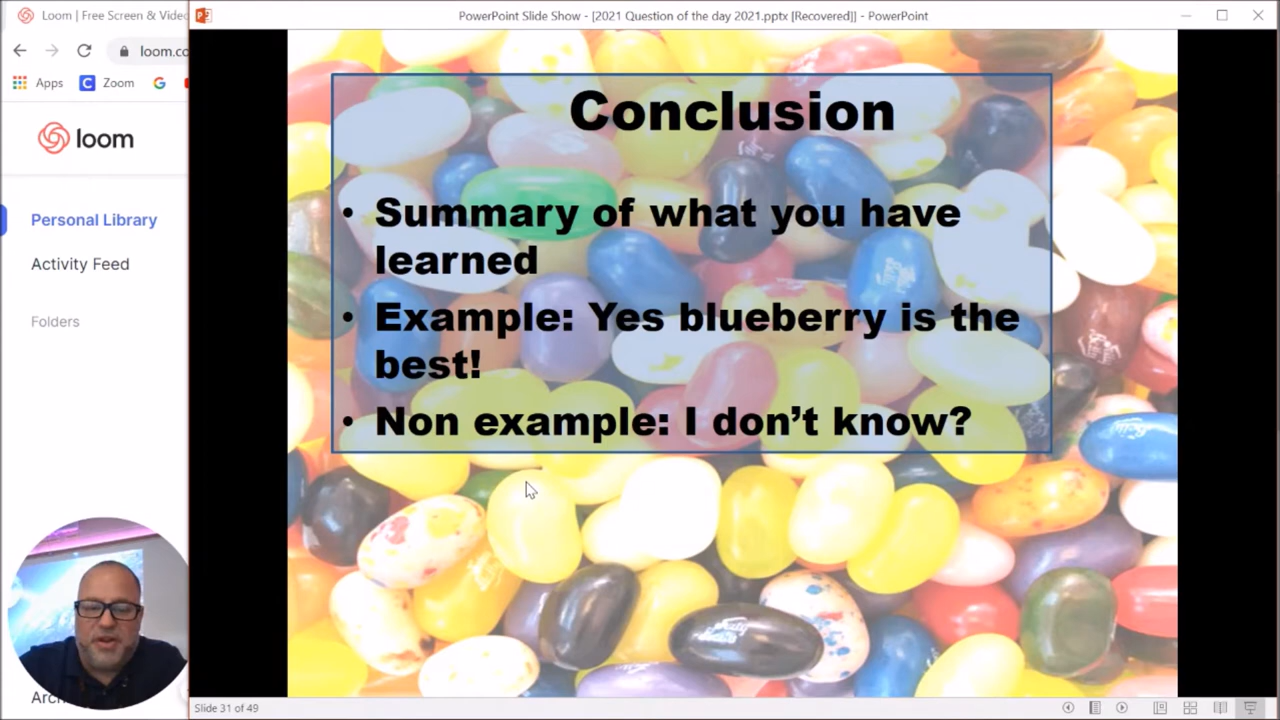 Loom | Free Screen & Video
PowerPoint Slide Show - [2021 Question of the day 2021.pptx [Recovered]] - PowerPoint
loom.co
Apps
Zoom
loom
Personal Library
Activity Feed
Folders
Conclusion
• Summary of what you have
learned
• Example: Yes blueberry is the
best!
• Non example: I don’t know?
Slide 31 of 49